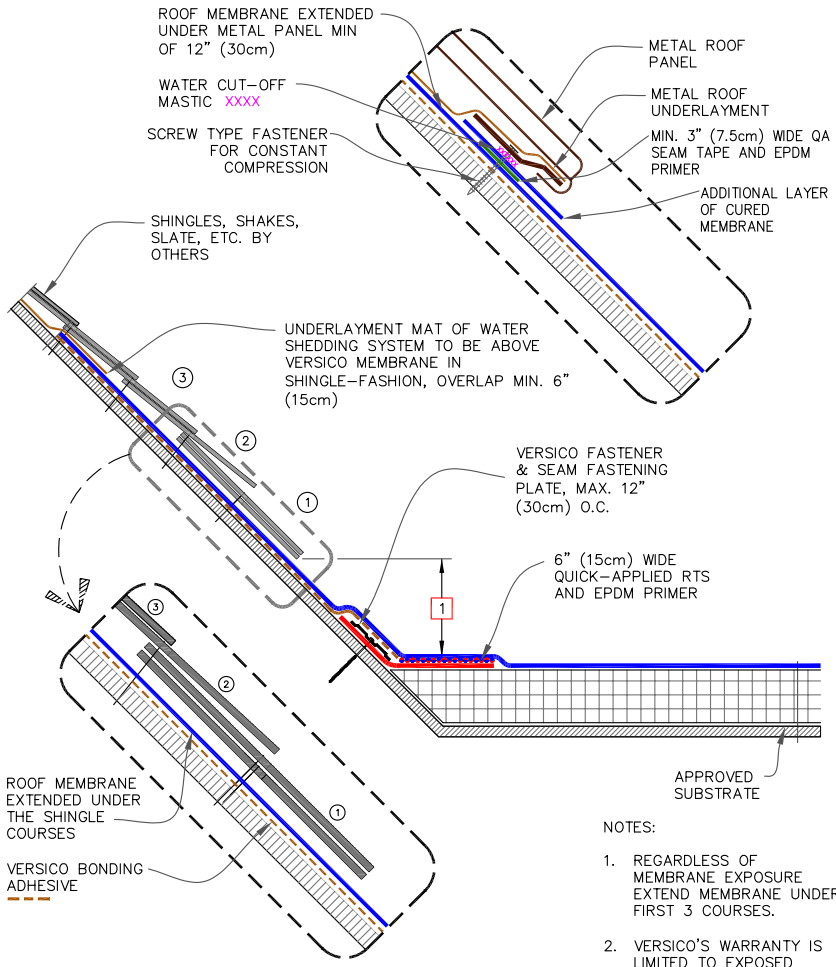 ROOF MEMBRANE EXTENDED
UNDER METAL PANEL MIN
OF 12" (30cm)
WATER CUT-OFF
MASTIC XXXX
SCREW TYPE FASTENER
FOR CONSTANT
COMPRESSION
METAL ROOF
PANEL
METAL ROOF
UNDERLAYMENT
MIN. 3" (7.5cm) WIDE QA
SEAM TAPE AND EPDM
PRIMER
ADDITIONAL LAYER
OF CURED
MEMBRANE
XXXX
SHINGLES, SHAKES,
SLATE, ETC. BY
OTHERS
UNDERLAYMENT MAT OF WATER
SHEDDING SYSTEM TO BE ABOVE
VERSICO MEMBRANE IN
SHINGLE-FASHION, OVERLAP MIN. 6"
(15cm)
3
2
1
VERSICO FASTENER
& SEAM FASTENING
PLATE, MAX. 12"
(30cm) O.C.
6" (15cm) WIDE
QUICK-APPLIED RTS
AND EPDM PRIMER
1
3
2
1
ROOF MEMBRANE
EXTENDED UNDER
THE SHINGLE
COURSES
VERSICO BONDING
ADHESIVE
APPROVED
SUBSTRATE
NOTES:
1. REGARDLESS OF
MEMBRANE EXPOSURE
EXTEND MEMBRANE UNDER
FIRST 3 COURSES.
2. VERSICO'S WARRANTY IS
LIMITED TO EXPOSED